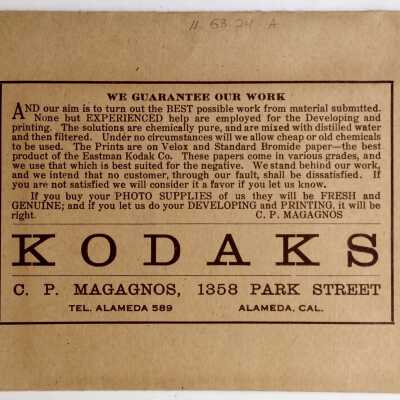 11 GB 24 A
WE GUARANTEE OUR WORK
AND our aim is to turn out the BEST possible work from material submitted.
None but EXPERIENCED help are employed for the Developing and
printing. The solutions are chemically pure, and are mixed with distilled water
and then filtered. Under no circumstances will we allow cheap or old chemicals
to be used. The Prints are on Velox and Standard Bromide paper—the best
product of the Eastman Kodak Co. These papers come in various grades, and
we use that which is best suited for the negative. We stand behind our work,
and we intend that no customer, through our fault, shall be dissatisfied. If
you are not satisfied we will consider it a favor if you let us know.
If you buy your PHOTO SUPPLIES of us they will be FRESH and
GENUINE; and if you let us do your DEVELOPING and PRINTING, it will be
right. C. P. MAGAGNOS
KODAKS
C. P. MAGAGNOS, 1358 PARK STREET
TEL. ALAMEDA 589 ALAMEDA, CAL.